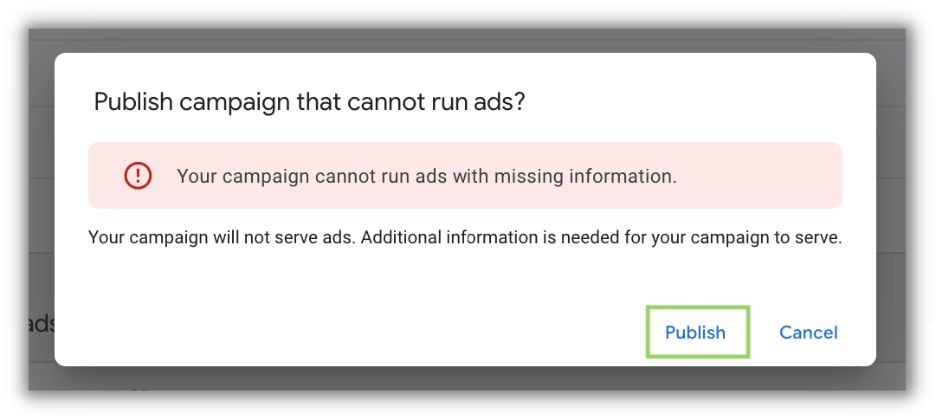 Publish campaign that cannot run ads?
Your campaign cannot run ads with missing information.
Your campaign will not serve ads. Additional information is needed for your campaign to serve.
ads
Publish Cancel